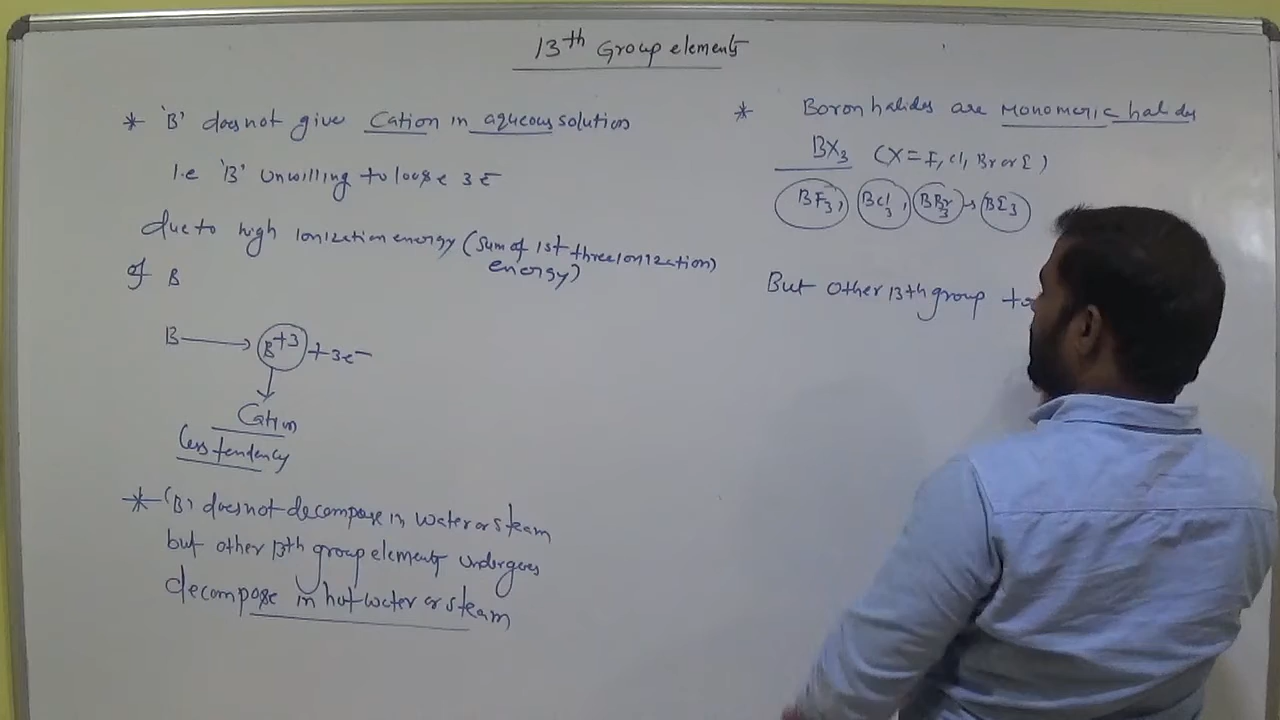 13th Group elements
* 'B' does not give Cation in aqueous solution
I.e 'B' unwilling to loose 3e-
due to high Ionization energy (Sum of 1st three Ionization
energy)
of B
B → B+3 + 3e-
Cation
Less tendency
* 'B' does not decompose in water or steam
but other 13th group elements undergoes
decompose in hot water or steam
* Boron halides are monomeric halides
BX3 (X = F, Cl, Br or I)
BF3, BCl3, BBr3, BI3
But other 13th group